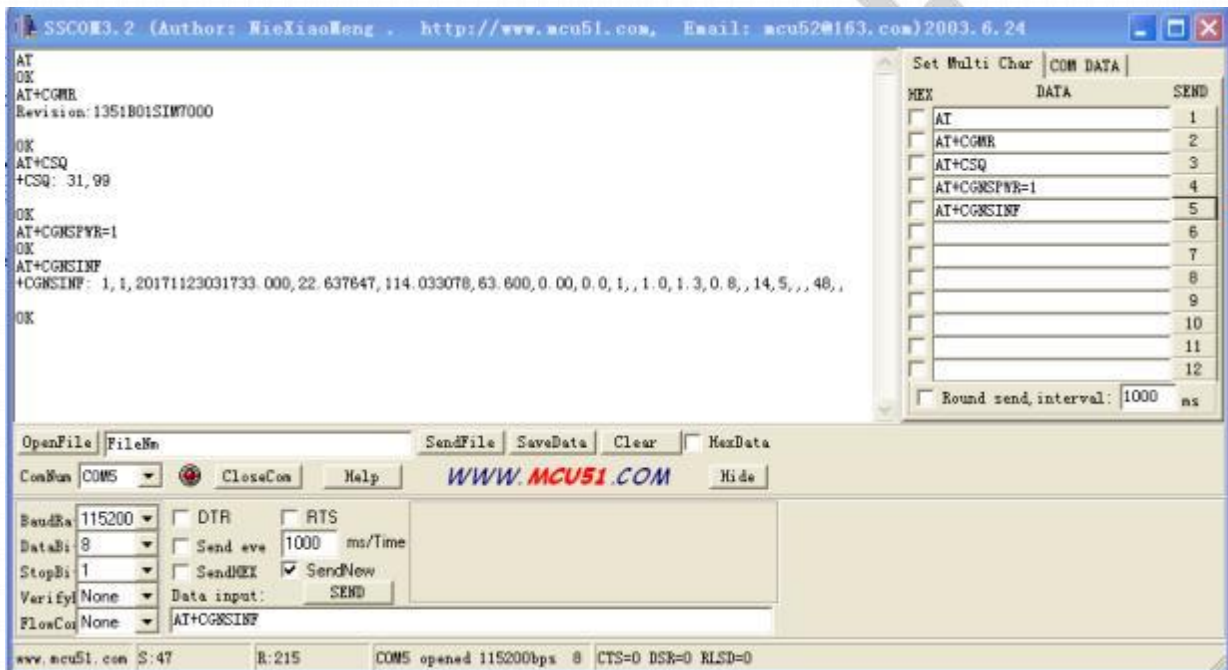 SSCOM3.2 (Author: NieXiaoMeng . http://www.mcu51.com, Email: mcu52@163.com)2003.6.24
AT
OK
AT+CGMR
Revision:1351B01SIM7000
OK
AT+CSQ
+CSQ: 31,99
OK
AT+CGNSPWR=1
OK
AT+CGNSINF
+CGNSINF: 1,1,20171123031733.000,22.637647,114.033078,63.600,0.00,0.0,1,,1.0,1.3,0.8,,14,5,,,48,,
OK
Set Multi Char COM DATA
HEX DATA SEND
AT 1
AT+CGMR 2
AT+CSQ 3
AT+CGNSPWR=1 4
AT+CGNSINF 5
6
7
8
9
10
11
12
Round send,interval: 1000 ms
OpenFile FileNm SendFile SaveData Clear HexData
ComNum COM5 CloseCom Help WWW.MCU51.COM Hide
BaudRa 115200 DTR RTS
DataBi 8 Send eve 1000 ms/Time
StopBi 1 SendHEX SendNew
Verify None Data input: SEND
FlowCo None AT+CGNSINF
www.mcu51.com S:47 R:215 COM5 opened 115200bps 8 CTS=0 DSR=0 RLSD=0